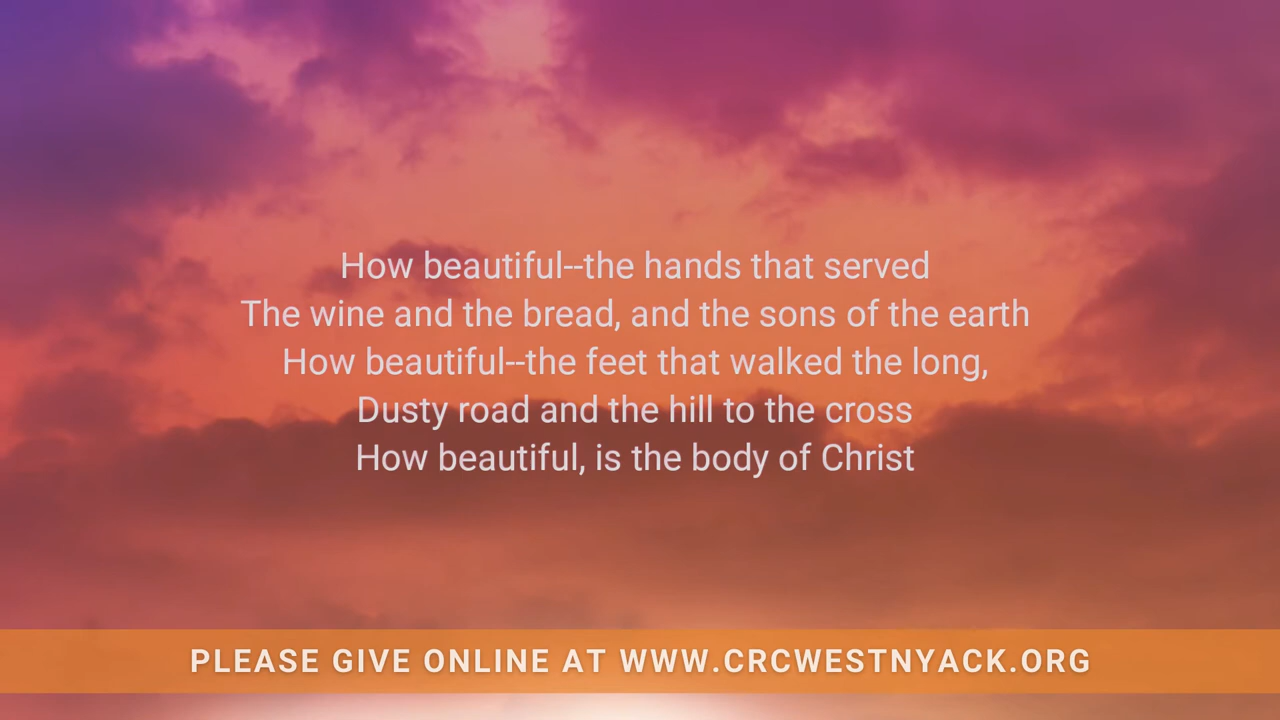 How beautiful--the hands that served
The wine and the bread, and the sons of the earth
How beautiful--the feet that walked the long,
Dusty road and the hill to the cross
How beautiful, is the body of Christ
PLEASE GIVE ONLINE AT WWW.CRCWESTNYACK.ORG